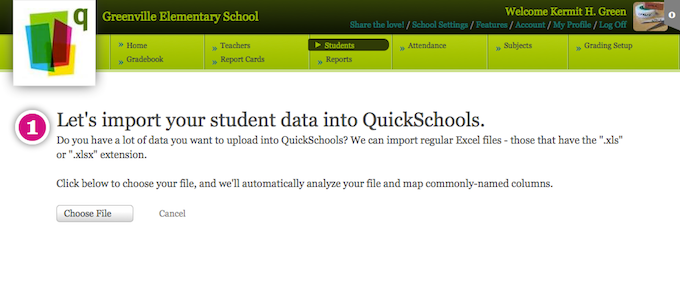 q
Greenville Elementary School
Welcome Kermit H. Green
Share the love! / School Settings / Features / Account / My Profile / Log Off
0
» Home
» Teachers
► Students
» Attendance
» Subjects
» Grading Setup
» Gradebook
» Report Cards
» Reports
1
Let's import your student data into QuickSchools.
Do you have a lot of data you want to upload into QuickSchools? We can import regular Excel files - those that have the ".xls"
or ".xlsx" extension.
Click below to choose your file, and we'll automatically analyze your file and map commonly-named columns.
Choose File
Cancel